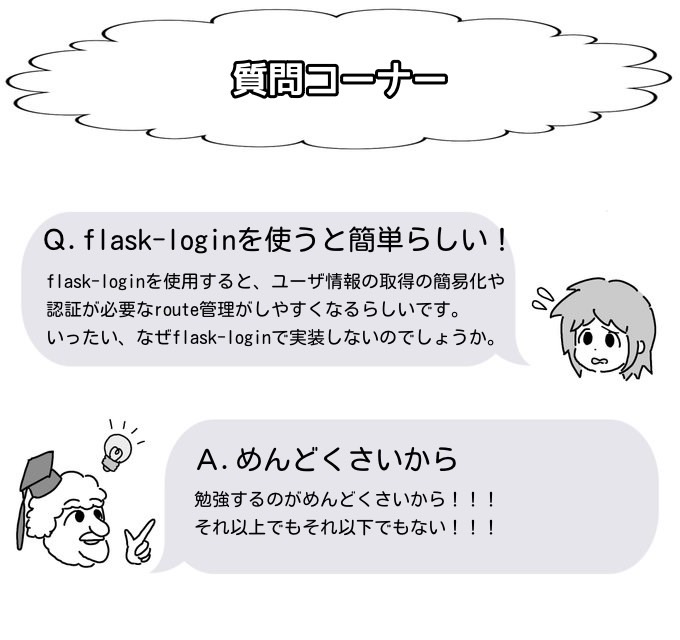 質問コーナー
Q.flask-loginを使うと簡単らしい！
flask-loginを使用すると、ユーザ情報の取得の簡易化や
認証が必要なroute管理がしやすくなるらしいです。
いったい、なぜflask-loginで実装しないのでしょうか。
A.めんどくさいから
勉強するのがめんどくさいから！！！
それ以上でもそれ以下でもない！！！